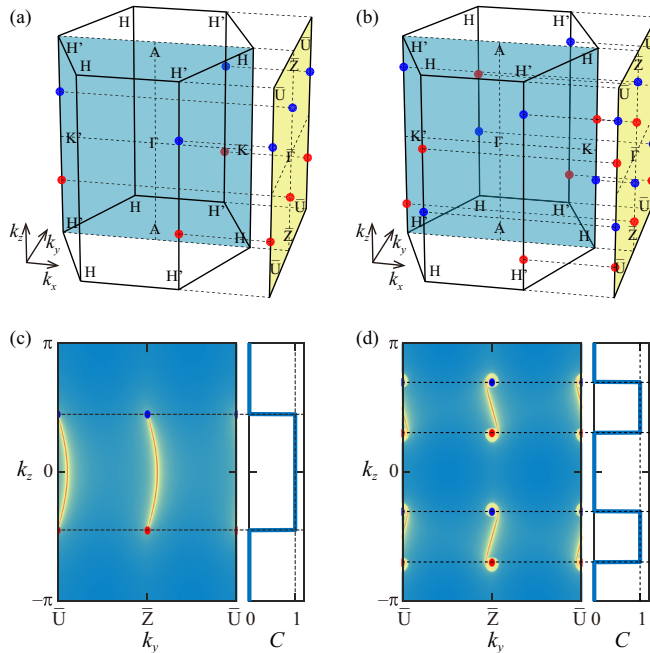 (a)
H
H
H'
H
A
H
H'
Ū
Z̄
Ū
K'
Γ
K
Γ̄
H'
H
H'
Ū
A
H
Z̄
Ū
H
H'
k_z
k_y
k_x
(b)
H
H
H'
H
A
H
H'
Ū
Z̄
Ū
K'
Γ
K
Γ̄
H'
H
H'
Ū
A
H
Z̄
Ū
H
H'
k_z
k_y
k_x
(c)
π
k_z
0
−π
Ū Z̄ Ū 0 1
k_y C
(d)
π
k_z
0
−π
Ū Z̄ Ū 0 1
k_y C